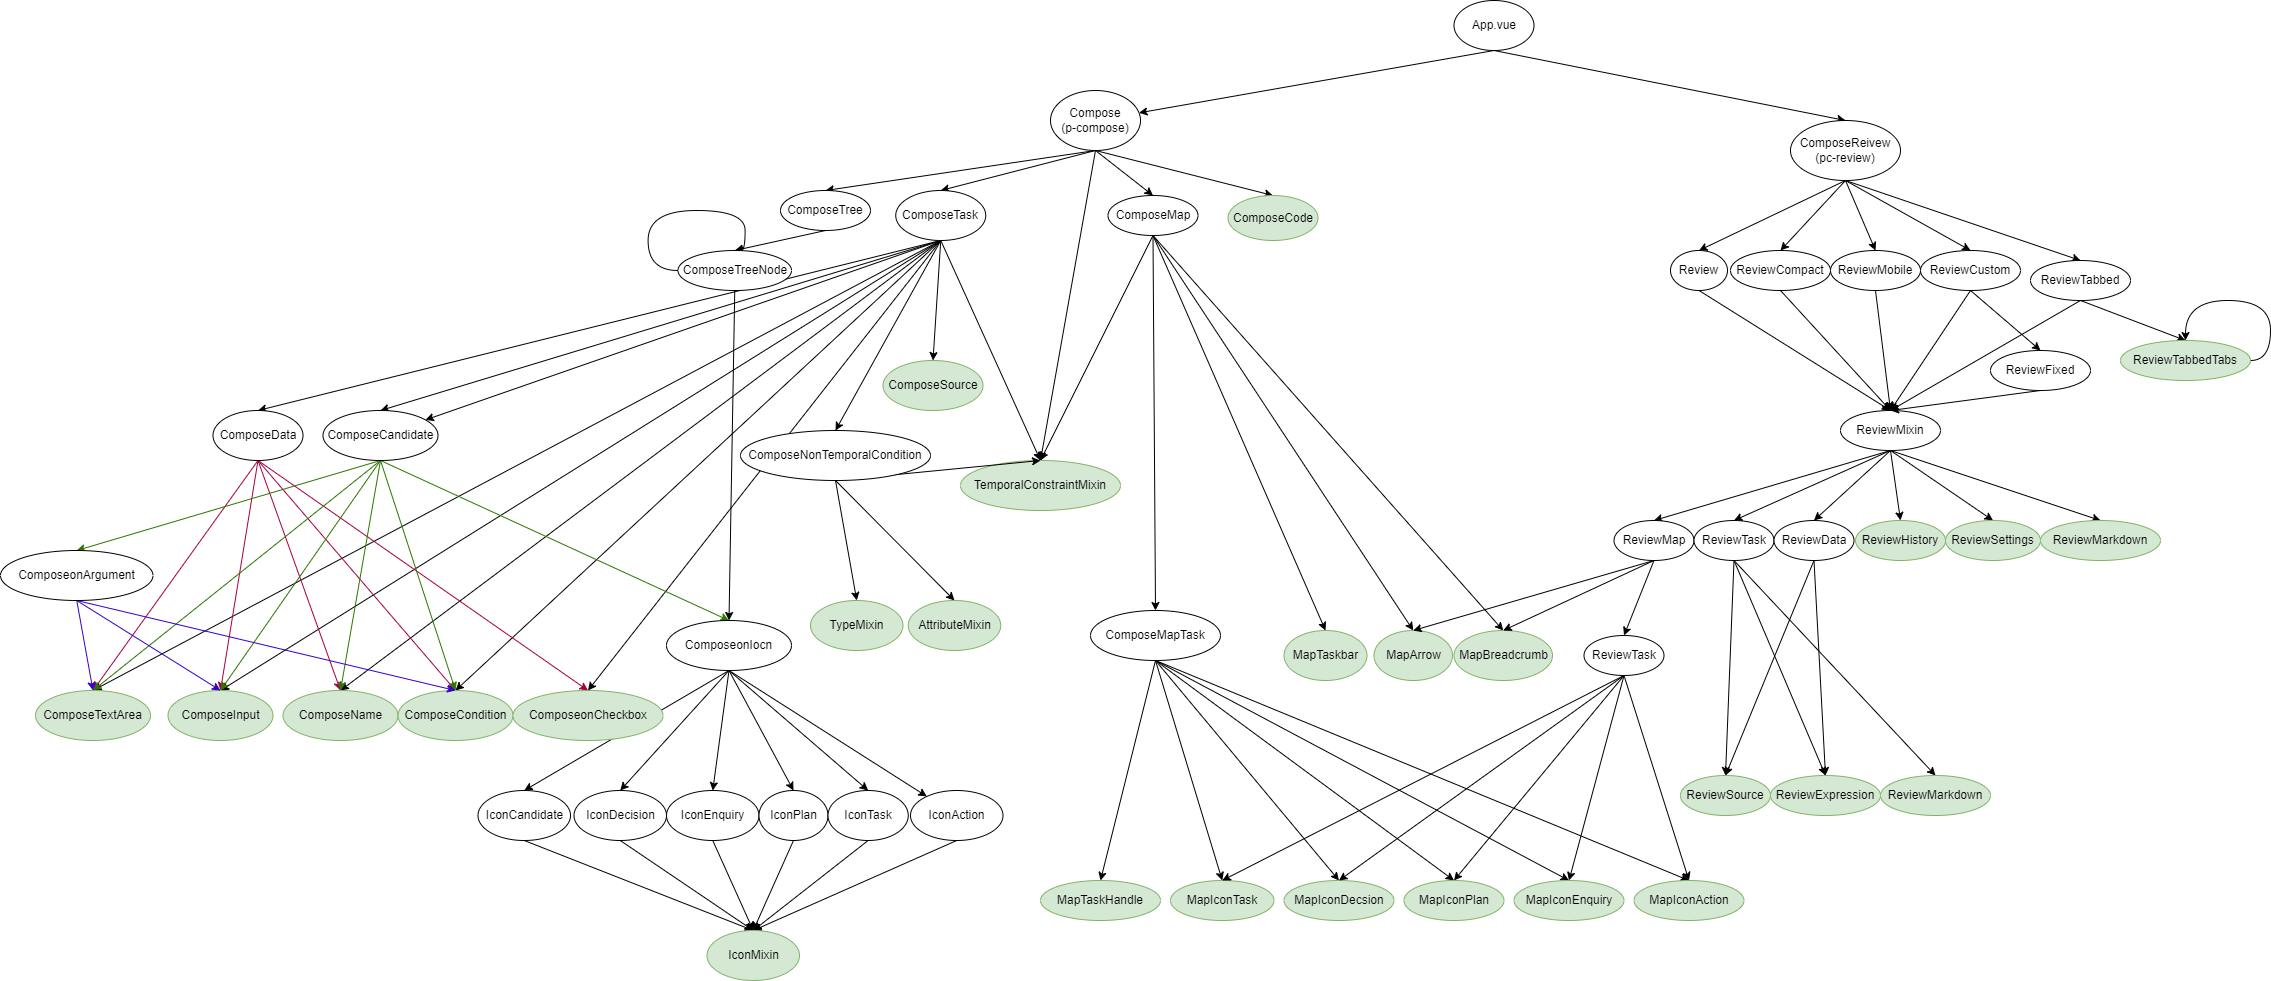 App.vue
Compose
(p-compose)
ComposeReivew
(pc-review)
ComposeTree
ComposeTask
ComposeMap
ComposeCode
ComposeTreeNode
Review
ReviewCompact
ReviewMobile
ReviewCustom
ReviewTabbed
ComposeSource
ReviewFixed
ReviewTabbedTabs
ComposeData
ComposeCandidate
ComposeNonTemporalCondition
ReviewMixin
TemporalConstraintMixin
ReviewMap
ReviewTask
ReviewData
ReviewHistory
ReviewSettings
ReviewMarkdown
ComposeonArgument
TypeMixin
AttributeMixin
Composeonlocn
ComposeMapTask
MapTaskbar
MapArrow
MapBreadcrumb
ReviewTask
ComposeTextArea
ComposeInput
ComposeName
ComposeCondition
ComposeonCheckbox
IconCandidate
IconDecision
IconEnquiry
IconPlan
IconTask
IconAction
ReviewSource
ReviewExpression
ReviewMarkdown
MapTaskHandle
MapIconTask
MapIconDecsion
MapIconPlan
MapIconEnquiry
MapIconAction
IconMixin